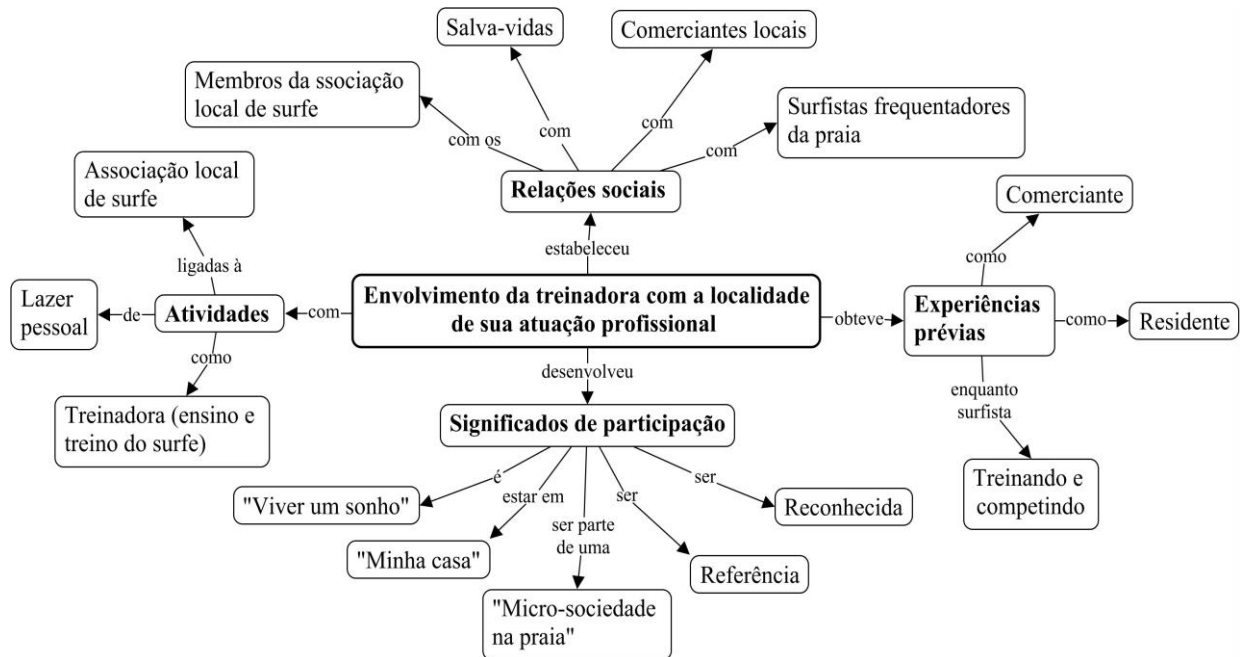 Salva-vidas
Comerciantes locais
Membros da ssociação
local de surfe
Surfistas frequentadores
da praia
com os
com
com
com
Relações sociais
estabeleceu
Associação local
de surfe
ligadas à
Lazer
pessoal
de
Atividades
com
como
Treinadora (ensino e
treino do surfe)
Envolvimento da treinadora com a localidade
de sua atuação profissional
obteve
Experiências
prévias
como
Comerciante
como
Residente
enquanto
surfista
Treinando e
competindo
desenvolveu
Significados de participação
é
"Viver um sonho"
estar em
"Minha casa"
ser parte
de uma
"Micro-sociedade
na praia"
ser
Referência
ser
Reconhecida